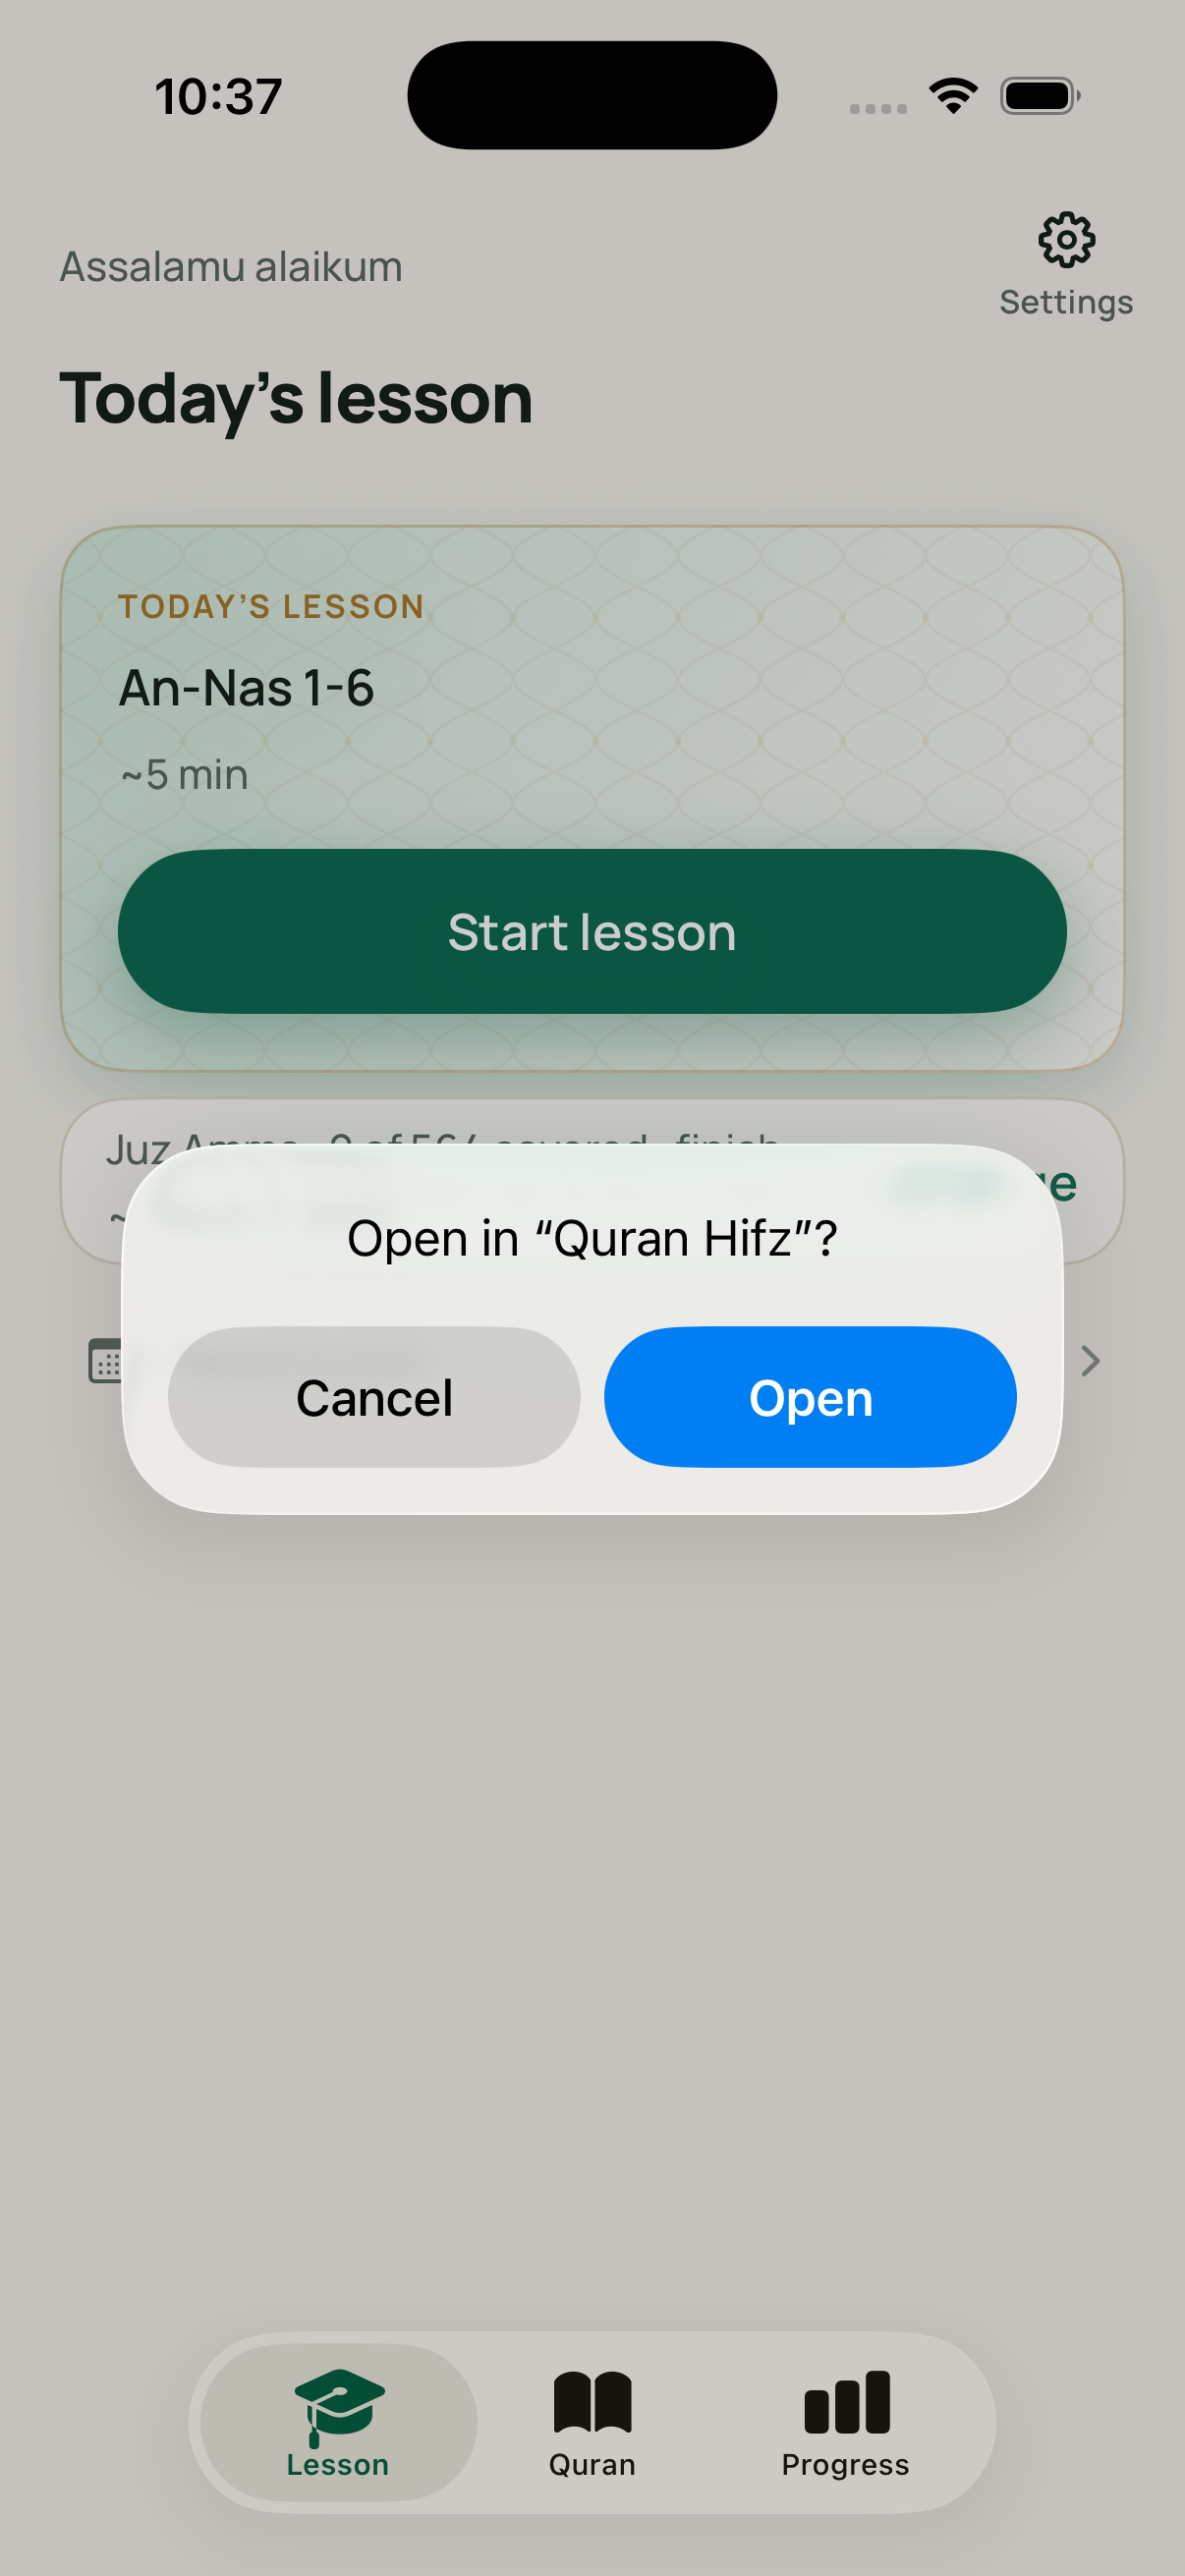 10:37
Assalamu alaikum
Settings
Today’s lesson
TODAY’S LESSON
An-Nas 1-6
~5 min
Start lesson
Juz
~
Open in “Quran Hifz”?
Cancel
Open
Lesson
Quran
Progress